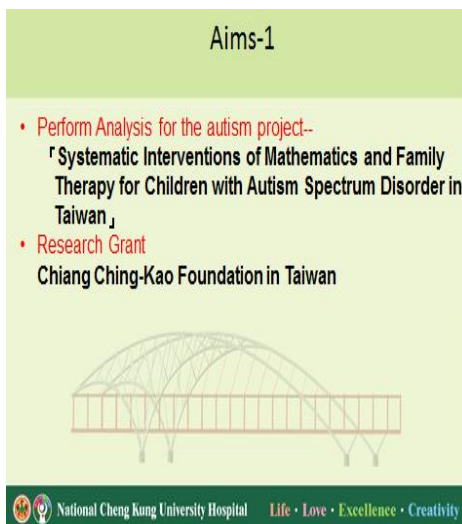 Aims-1
• Perform Analysis for the autism project--
「Systematic Interventions of Mathematics and Family
Therapy for Children with Autism Spectrum Disorder in
Taiwan」
• Research Grant
Chiang Ching-Kao Foundation in Taiwan
National Cheng Kung University Hospital Life・Love・Excellence・Creativity